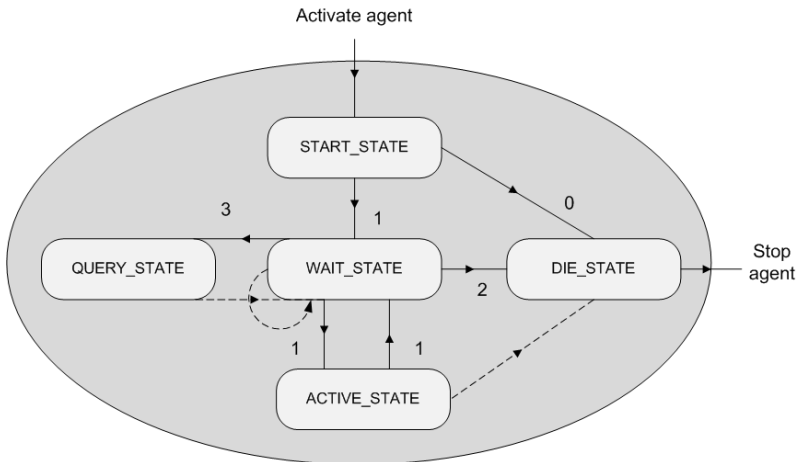 Activate agent
START_STATE
0
3
1
QUERY_STATE
WAIT_STATE
DIE_STATE
Stop
agent
2
1
1
ACTIVE_STATE